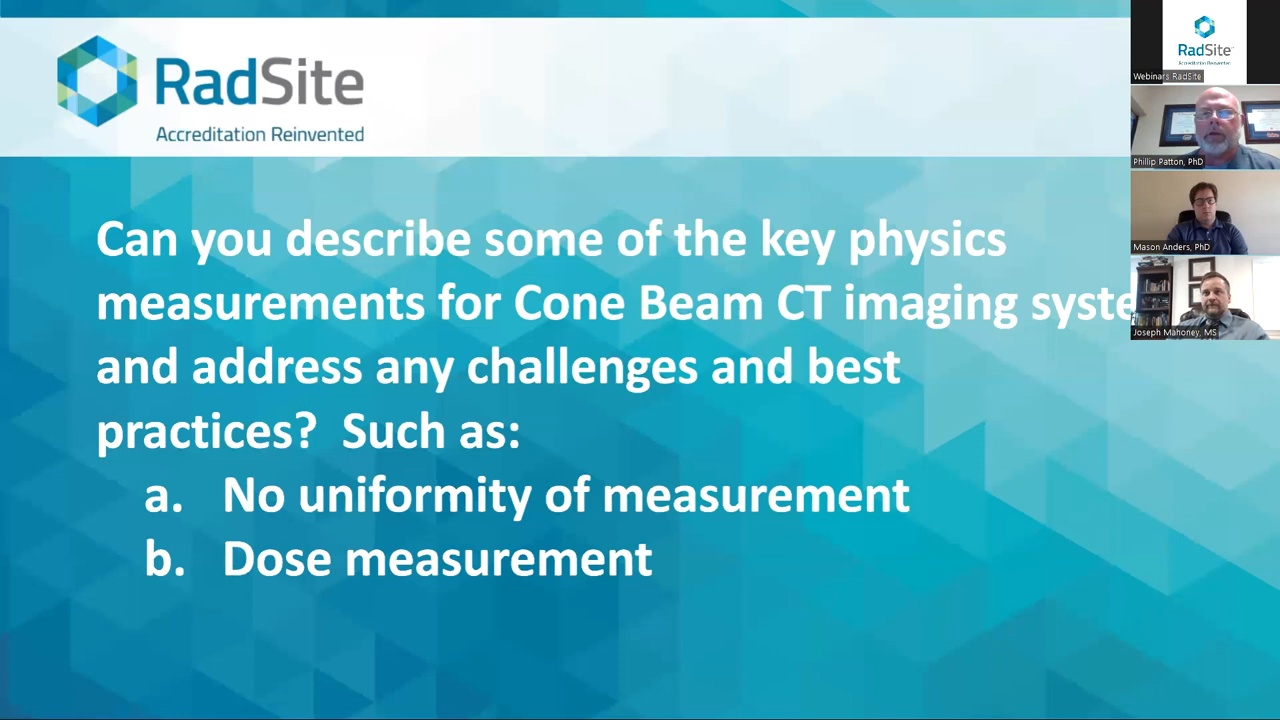 RadSite
Accreditation Reinvented
Can you describe some of the key physics
measurements for Cone Beam CT imaging syste
and address any challenges and best
practices? Such as:
a. No uniformity of measurement
b. Dose measurement
RadSite
Accreditation Reinvented
Webinars RadSite
Phillip Patton, PhD
Mason Anders, PhD
Joseph Mahoney, MS